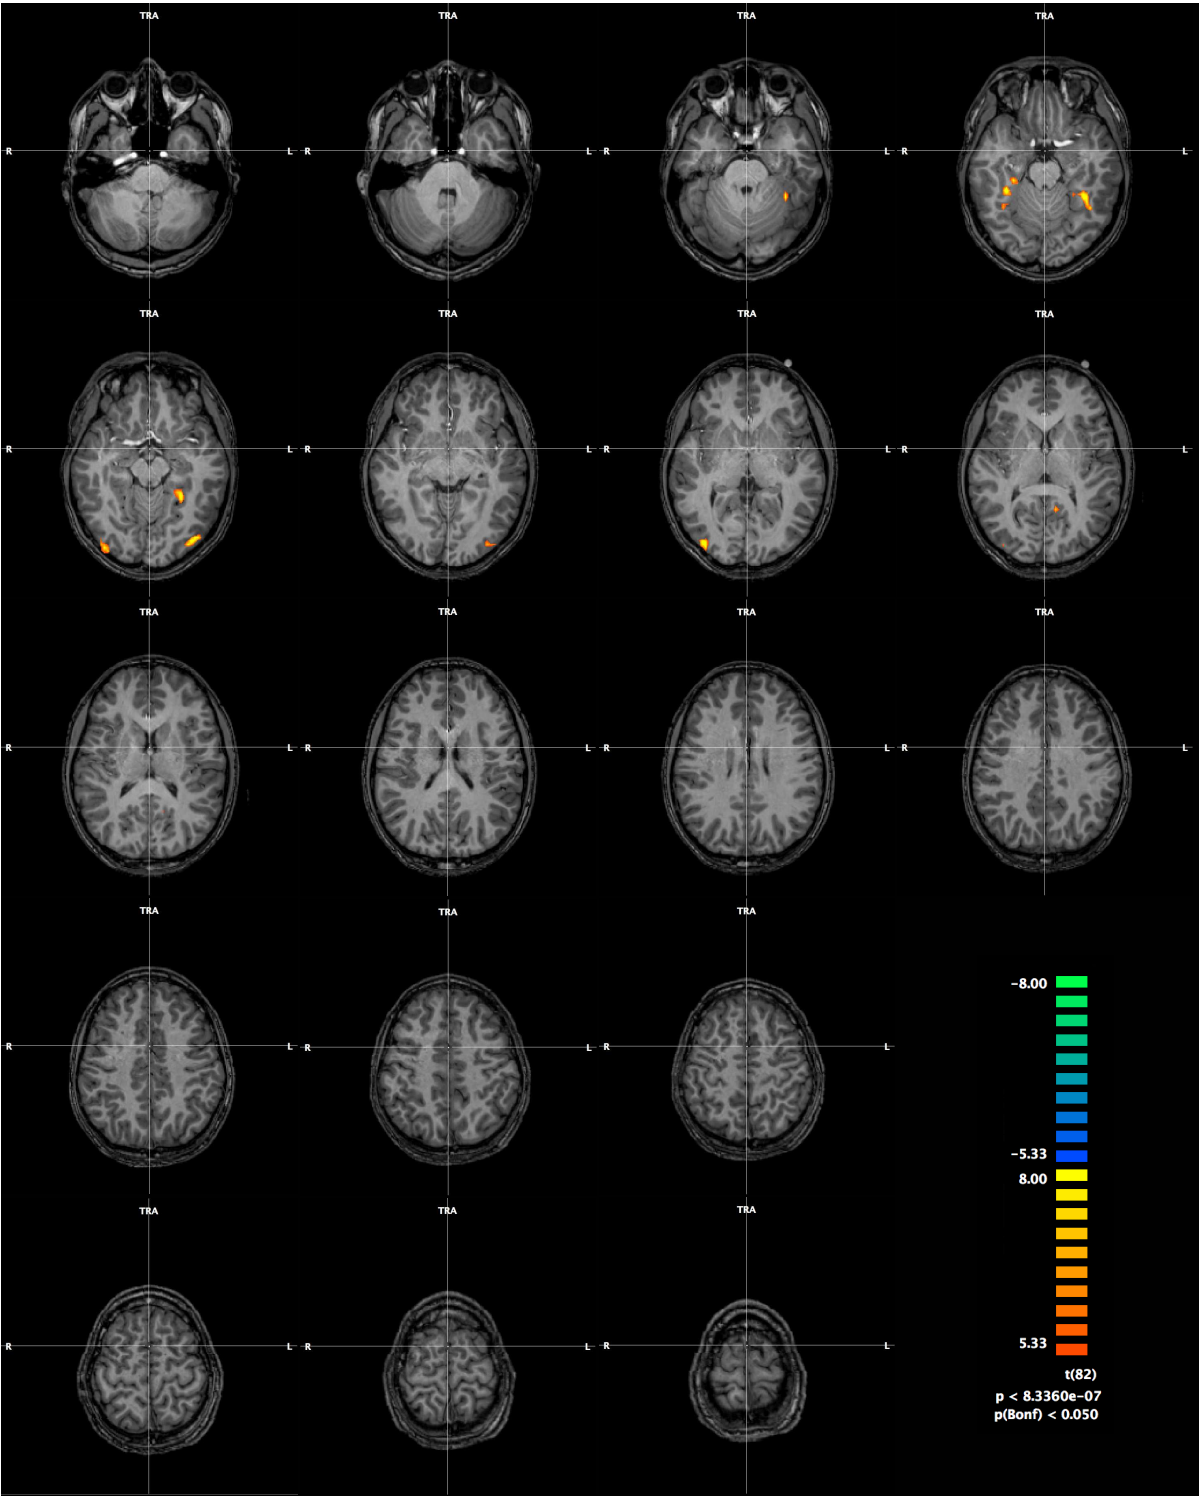 TRA TRA TRA TRA
R L R L R L R L
TRA TRA TRA TRA
R L R L R L R L
TRA TRA TRA TRA
R L R L R L R L
TRA TRA TRA
R L R L L
−8.00
−5.33
8.00
5.33
t(82)
p < 8.3360e−07
p(Bonf) < 0.050
TRA TRA TRA
R L R L L